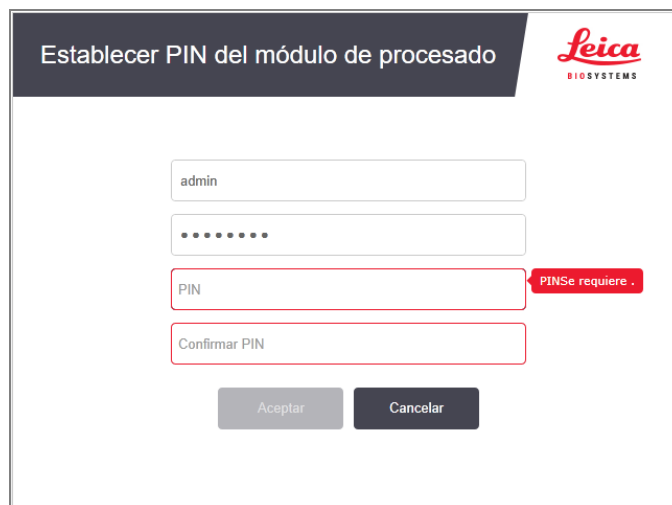 Establecer PIN del módulo de procesado
Leica
BIOSYSTEMS
admin
••••••••
PIN
PINSe requiere .
Confirmar PIN
Aceptar
Cancelar